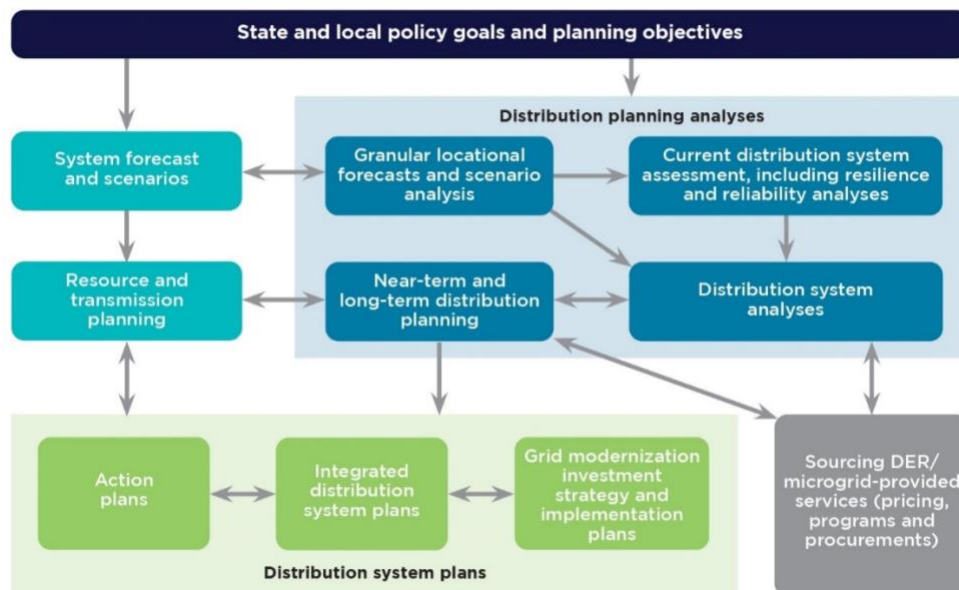 State and local policy goals and planning objectives
Distribution planning analyses
System forecast
and scenarios
Granular locational
forecasts and scenario
analysis
Current distribution system
assessment, including resilience
and reliability analyses
Resource and
transmission
planning
Near-term and
long-term distribution
planning
Distribution system
analyses
Action
plans
Integrated
distribution
system plans
Grid modernization
investment
strategy and
implementation
plans
Sourcing DER/
microgrid-provided
services (pricing,
programs and
procurements)
Distribution system plans